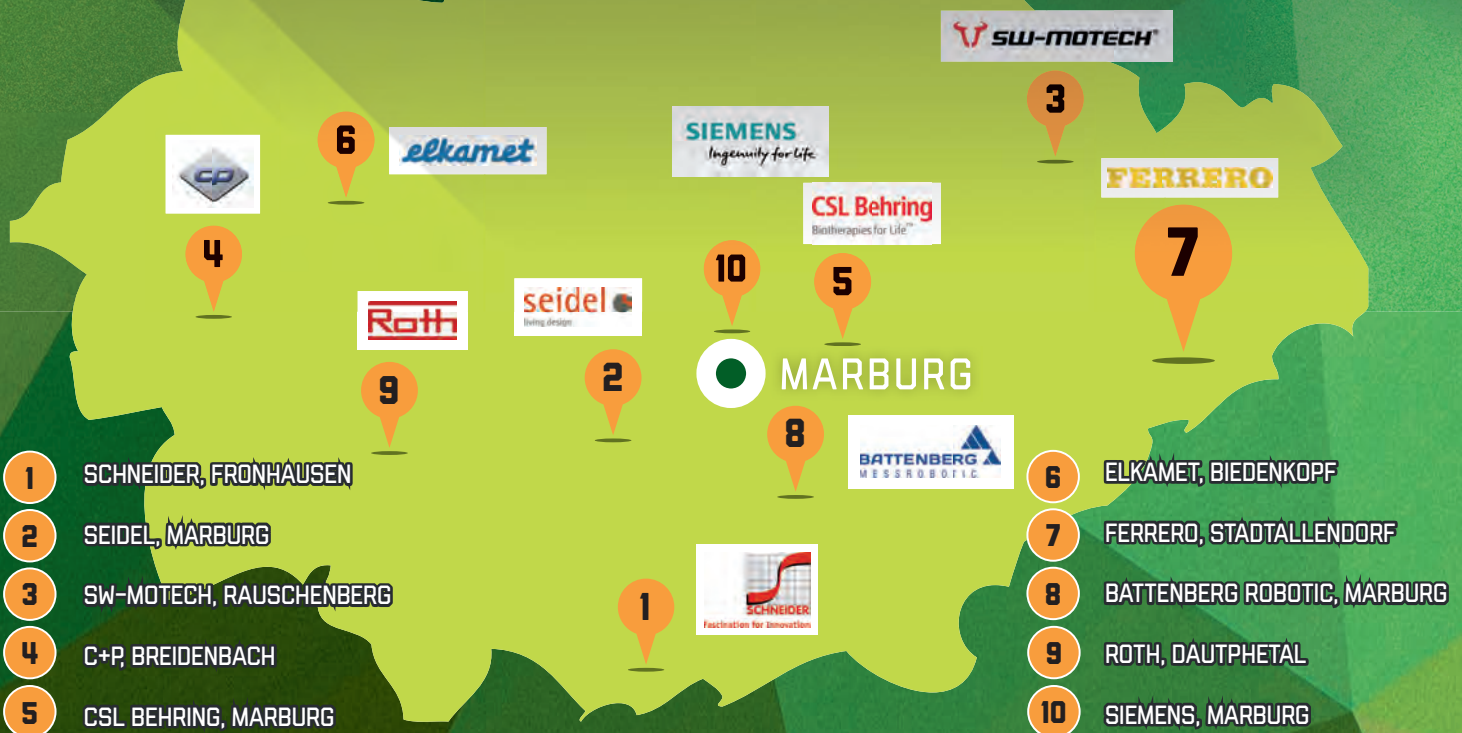 SW-MOTECH®
3
6
elkamet
SIEMENS
Ingenuity for life
cp
FERRERO
CSL Behring
Biotherapies for Life™
4
10
5
7
seidel
living design
Roth
2
9
MARBURG
8
BATTENBERG
MESSROBOTIC
1
SCHNEIDER
Fascination for Innovation
1 SCHNEIDER, FRONHAUSEN
2 SEIDEL, MARBURG
3 SW-MOTECH, RAUSCHENBERG
4 C+P, BREIDENBACH
5 CSL BEHRING, MARBURG
6 ELKAMET, BIEDENKOPF
7 FERRERO, STADTALLENDORF
8 BATTENBERG ROBOTIC, MARBURG
9 ROTH, DAUTPHETAL
10 SIEMENS, MARBURG